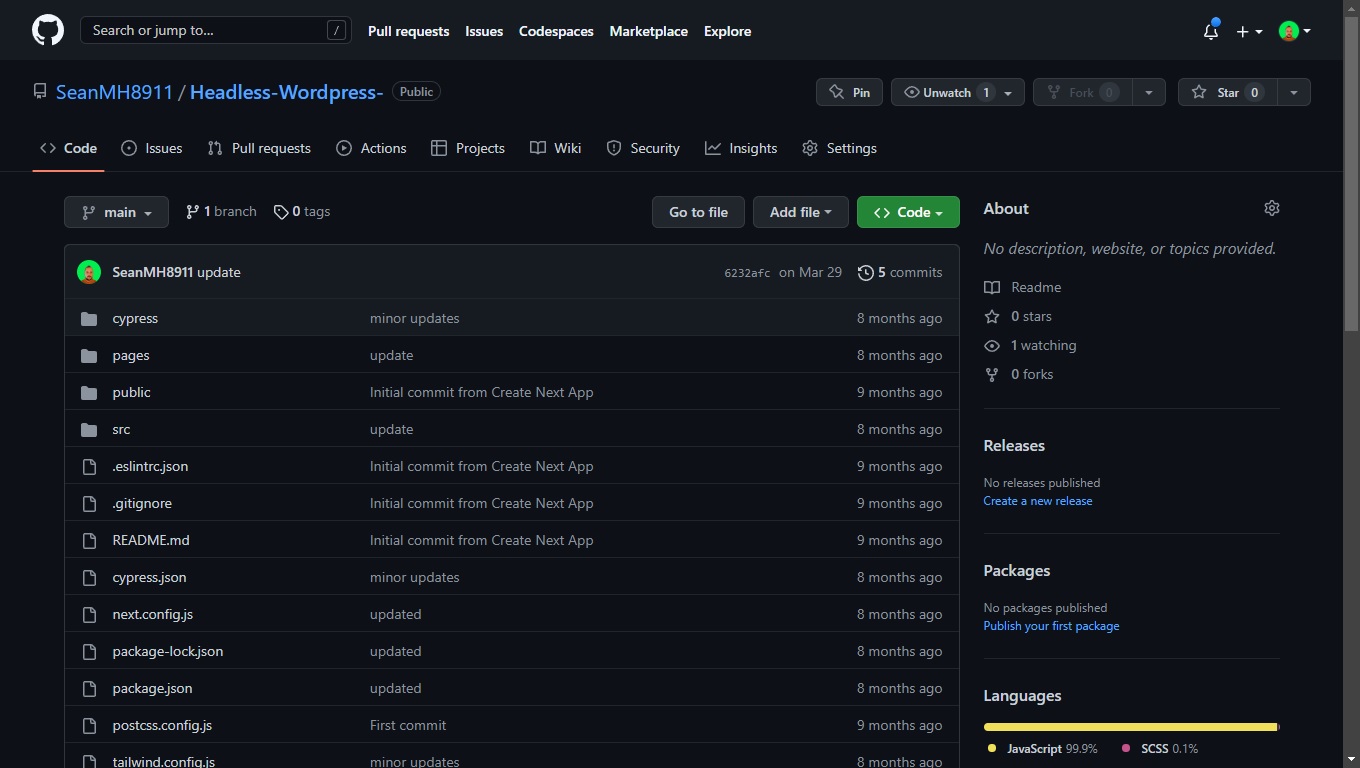 Search or jump to... /
Pull requests Issues Codespaces Marketplace Explore
SeanMH8911 / Headless-Wordpress- Public
Pin Unwatch 1 Fork 0 Star 0
Code Issues Pull requests Actions Projects Wiki Security Insights Settings
main 1 branch 0 tags Go to file Add file Code
SeanMH8911 update 6232afc on Mar 29 5 commits
cypress minor updates 8 months ago
pages update 8 months ago
public Initial commit from Create Next App 9 months ago
src update 8 months ago
.eslintrc.json Initial commit from Create Next App 9 months ago
.gitignore Initial commit from Create Next App 9 months ago
README.md Initial commit from Create Next App 9 months ago
cypress.json minor updates 8 months ago
next.config.js updated 8 months ago
package-lock.json updated 8 months ago
package.json updated 8 months ago
postcss.config.js First commit 9 months ago
tailwind.config.js minor updates 8 months ago
About
No description, website, or topics provided.
Readme
0 stars
1 watching
0 forks
Releases
No releases published
Create a new release
Packages
No packages published
Publish your first package
Languages
JavaScript 99.9% SCSS 0.1%